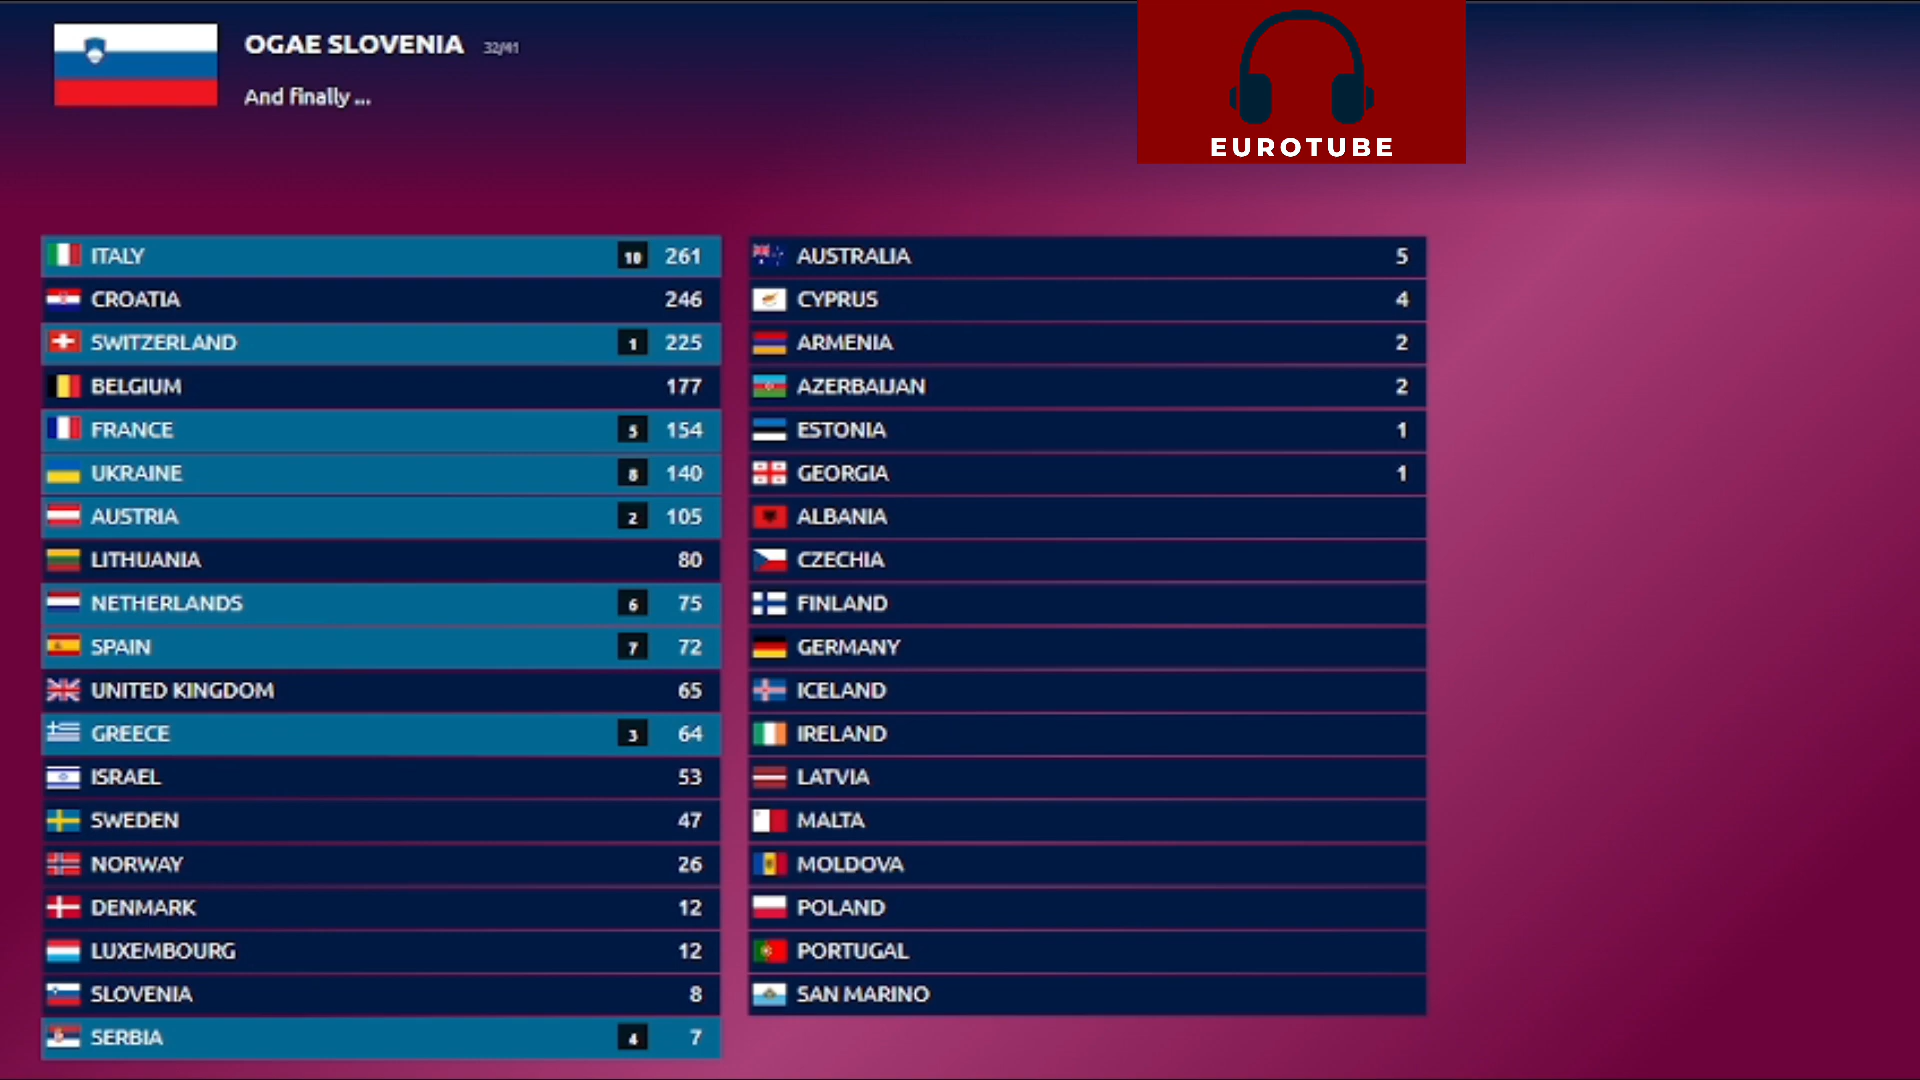 OGAE SLOVENIA 32/41
And finally ...
EUROTUBE
ITALY 10 261
CROATIA 246
SWITZERLAND 1 225
BELGIUM 177
FRANCE 5 154
UKRAINE 8 140
AUSTRIA 2 105
LITHUANIA 80
NETHERLANDS 6 75
SPAIN 7 72
UNITED KINGDOM 65
GREECE 3 64
ISRAEL 53
SWEDEN 47
NORWAY 26
DENMARK 12
LUXEMBOURG 12
SLOVENIA 8
SERBIA 4 7
AUSTRALIA 5
CYPRUS 4
ARMENIA 2
AZERBAIJAN 2
ESTONIA 1
GEORGIA 1
ALBANIA
CZECHIA
FINLAND
GERMANY
ICELAND
IRELAND
LATVIA
MALTA
MOLDOVA
POLAND
PORTUGAL
SAN MARINO